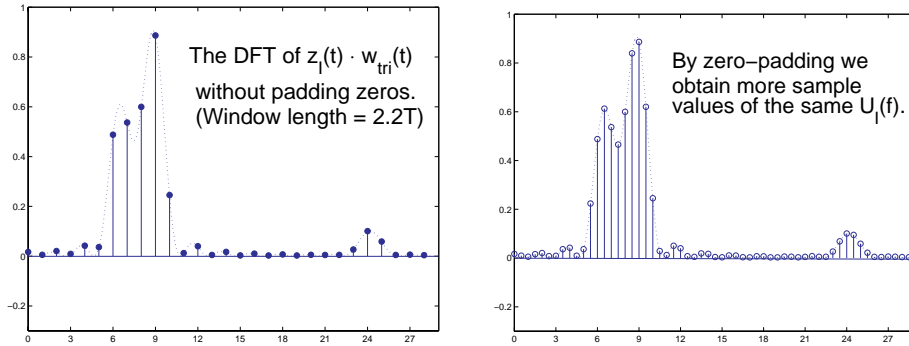 1
0.8
0.6
0.4
0.2
0
−0.2
0 3 6 9 12 15 18 21 24 27
The DFT of z_l(t) · w_tri(t)
without padding zeros.
(Window length = 2.2T)
1
0.8
0.6
0.4
0.2
0
−0.2
0 3 6 9 12 15 18 21 24 27
By zero−padding we
obtain more sample
values of the same U_l(f).